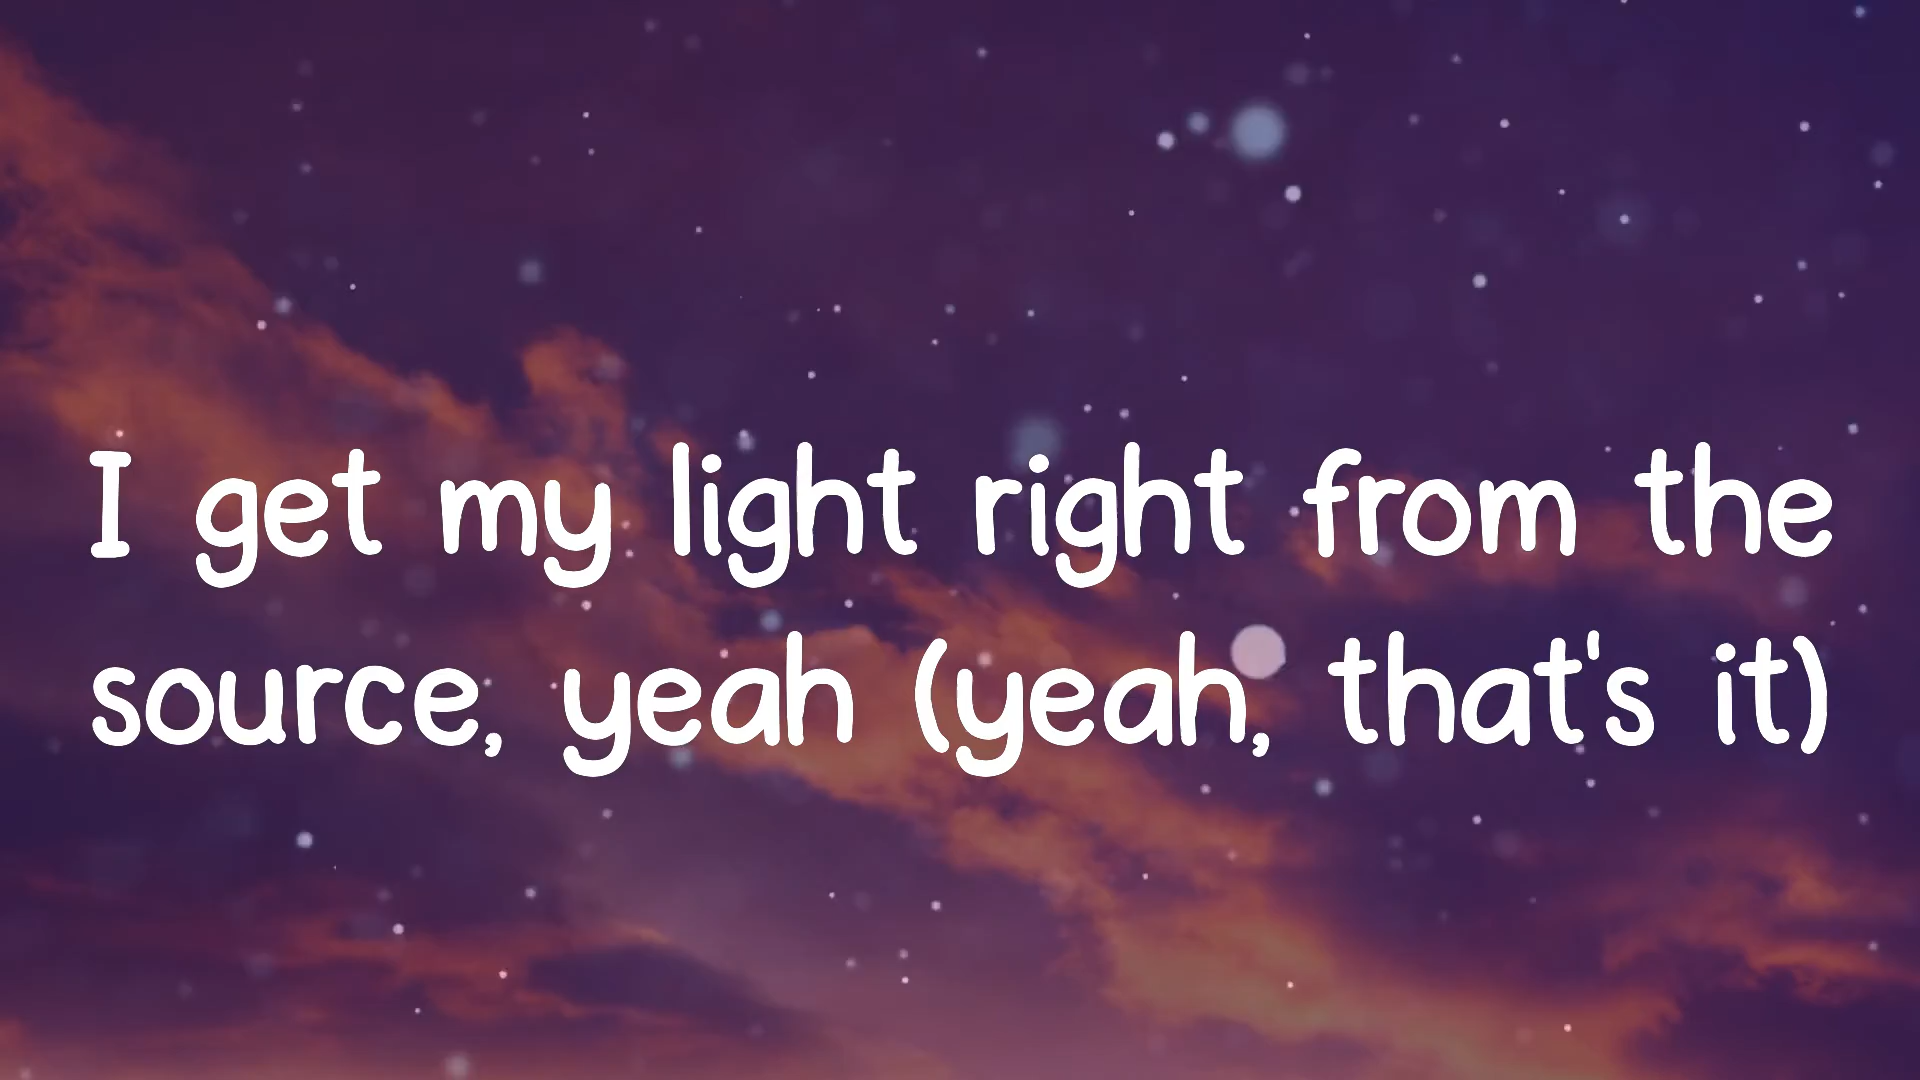 I get my light right from the
source, yeah (yeah, that's it)